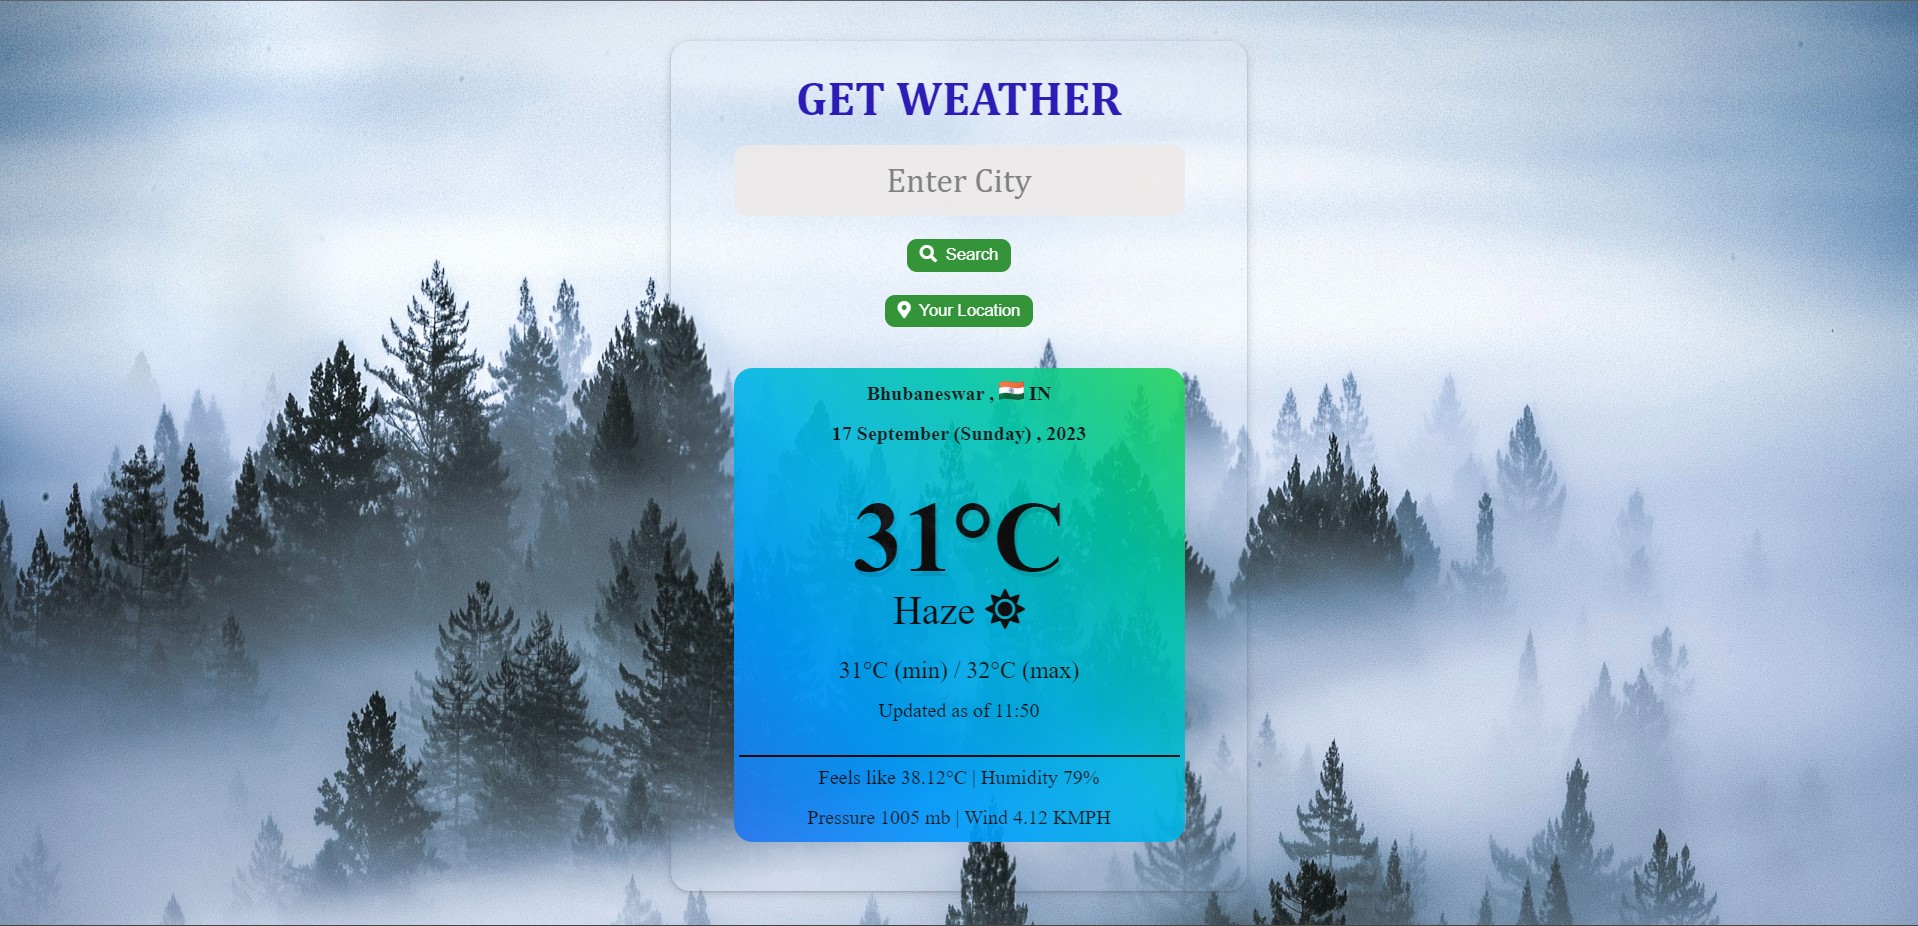 GET WEATHER
Enter City
Search
Your Location
Bhubaneswar , 🇮🇳 IN
17 September (Sunday) , 2023
31°C
Haze
31°C (min) / 32°C (max)
Updated as of 11:50
Feels like 38.12°C | Humidity 79%
Pressure 1005 mb | Wind 4.12 KMPH